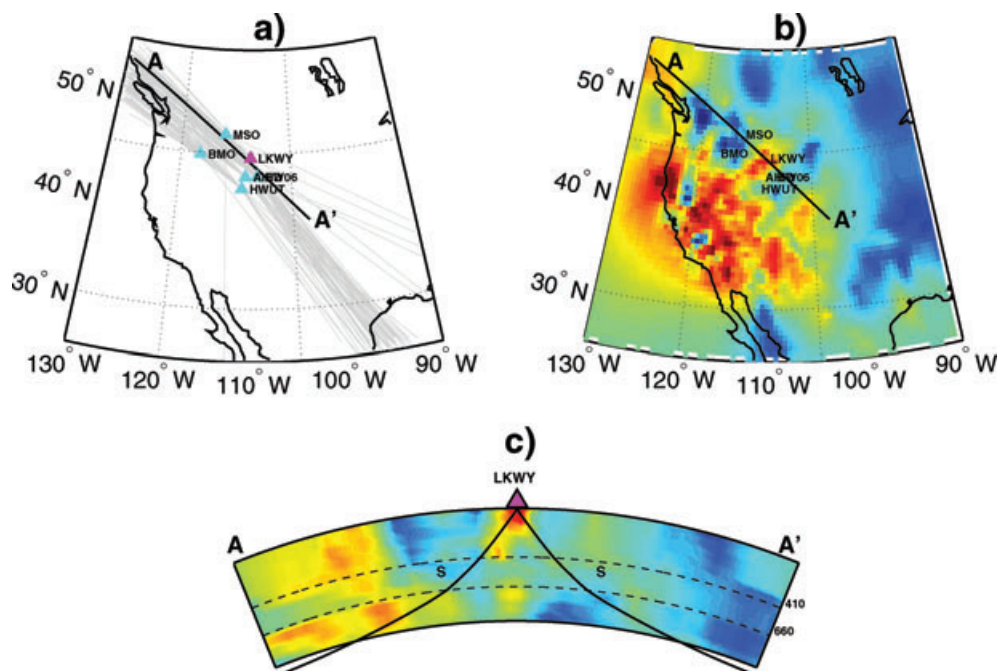 a)
b)
A
A
50° N
50° N
MSO
MSO
BMO
LKWY
BMO
LKWY
40° N
HWUT
40° N
HWUT
A'
A'
30° N
30° N
130° W
90° W
130° W
90° W
120° W
110° W
100° W
120° W
110° W
100° W
c)
LKWY
A
A'
S
S
410
660